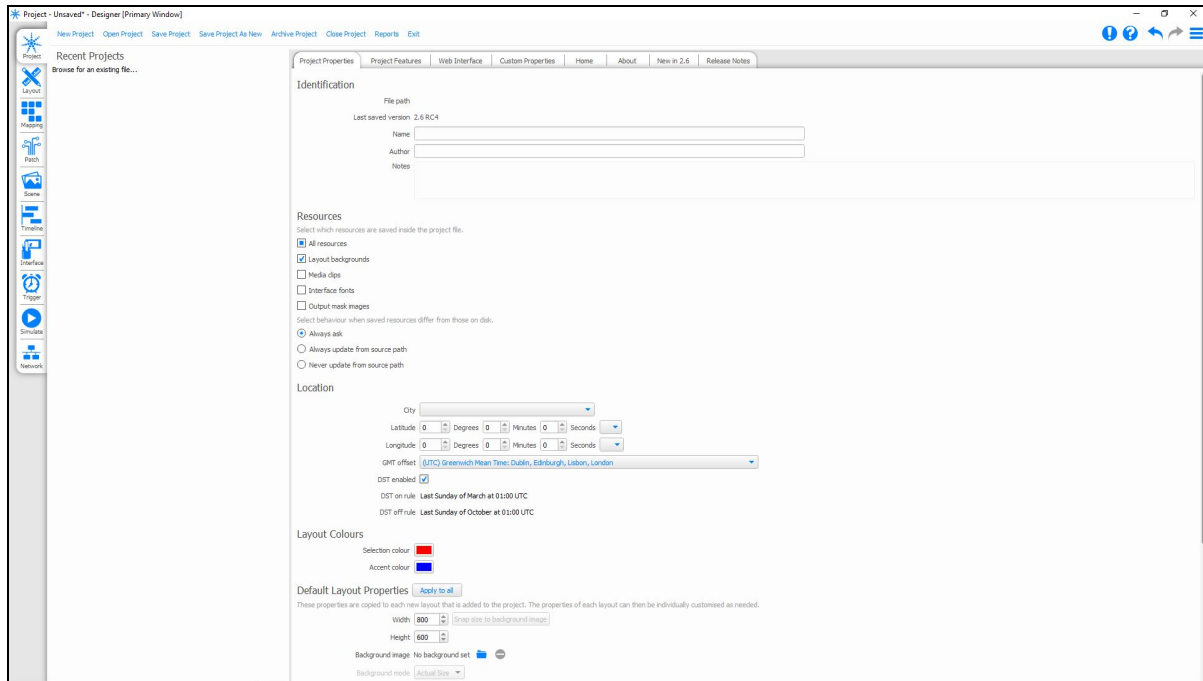 Project - Unsaved* - Designer [Primary Window]
New Project Open Project Save Project Save Project As New Archive Project Close Project Reports Exit
Project
Layout
Mapping
Patch
Scene
Timeline
Interface
Trigger
Simulate
Network
Recent Projects
Browse for an existing file...
Project Properties Project Features Web Interface Custom Properties Home About New in 2.6 Release Notes
Identification
File path
Last saved version 2.6 RC4
Name
Author
Notes
Resources
Select which resources are saved inside the project file.
All resources
Layout backgrounds
Media clips
Interface fonts
Output mask images
Select behaviour when saved resources differ from those on disk.
Always ask
Always update from source path
Never update from source path
Location
City
Latitude 0 Degrees 0 Minutes 0 Seconds
Longitude 0 Degrees 0 Minutes 0 Seconds
GMT offset (UTC) Greenwich Mean Time: Dublin, Edinburgh, Lisbon, London
DST enabled
DST on rule Last Sunday of March at 01:00 UTC
DST off rule Last Sunday of October at 01:00 UTC
Layout Colours
Selection colour
Accent colour
Default Layout Properties Apply to all
These properties are copied to each new layout that is added to the project. The properties of each layout can then be individually customised as needed.
Width 800 Snap size to background image
Height 600
Background image No background set
Background mode Actual Size